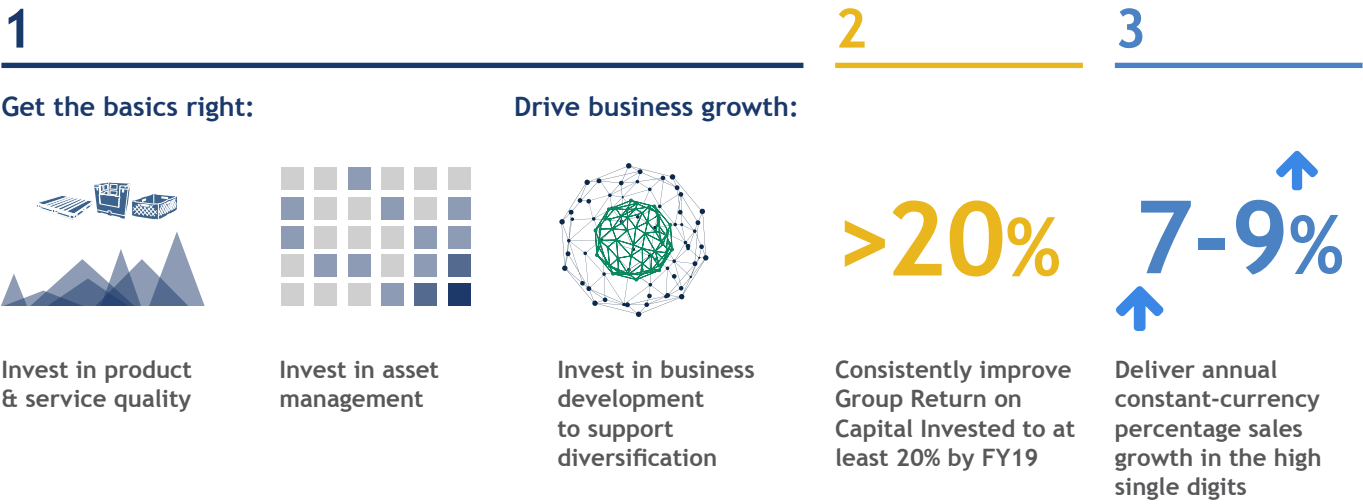 1
Get the basics right:
Drive business growth:
Invest in product
& service quality
Invest in asset
management
Invest in business
development
to support
diversification
2
>20%
Consistently improve
Group Return on
Capital Invested to at
least 20% by FY19
3
7-9%
Deliver annual
constant-currency
percentage sales
growth in the high
single digits